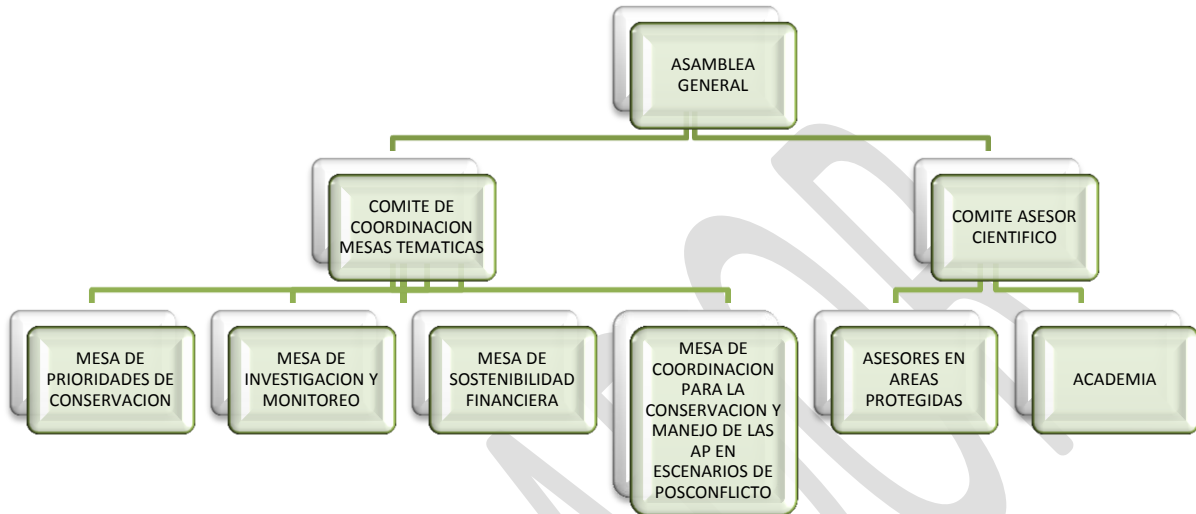 ASAMBLEA
GENERAL
COMITE DE
COORDINACION
MESAS TEMATICAS
COMITE ASESOR
CIENTIFICO
MESA DE
PRIORIDADES DE
CONSERVACION
MESA DE
INVESTIGACION Y
MONITOREO
MESA DE
SOSTENIBILIDAD
FINANCIERA
MESA DE
COORDINACION
PARA LA
CONSERVACION Y
MANEJO DE LAS
AP EN
ESCENARIOS DE
POSCONFLICTO
ASESORES EN
AREAS
PROTEGIDAS
ACADEMIA